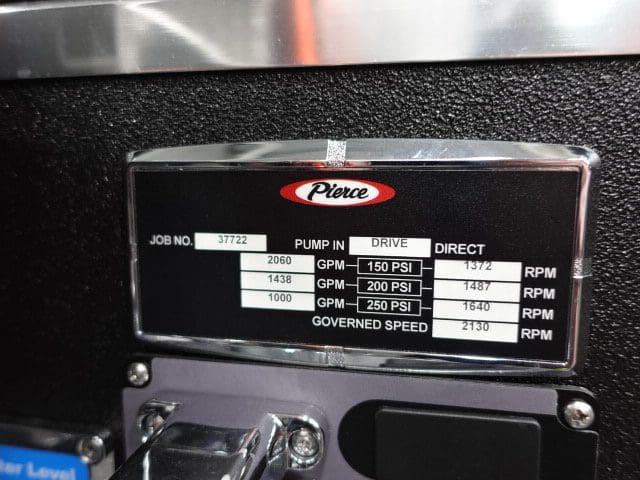 Pierce
JOB NO. 37722 PUMP IN DRIVE DIRECT
2060 GPM 150 PSI 1372 RPM
1438 GPM 200 PSI 1487 RPM
1000 GPM 250 PSI 1640 RPM
GOVERNED SPEED 2130 RPM
Level